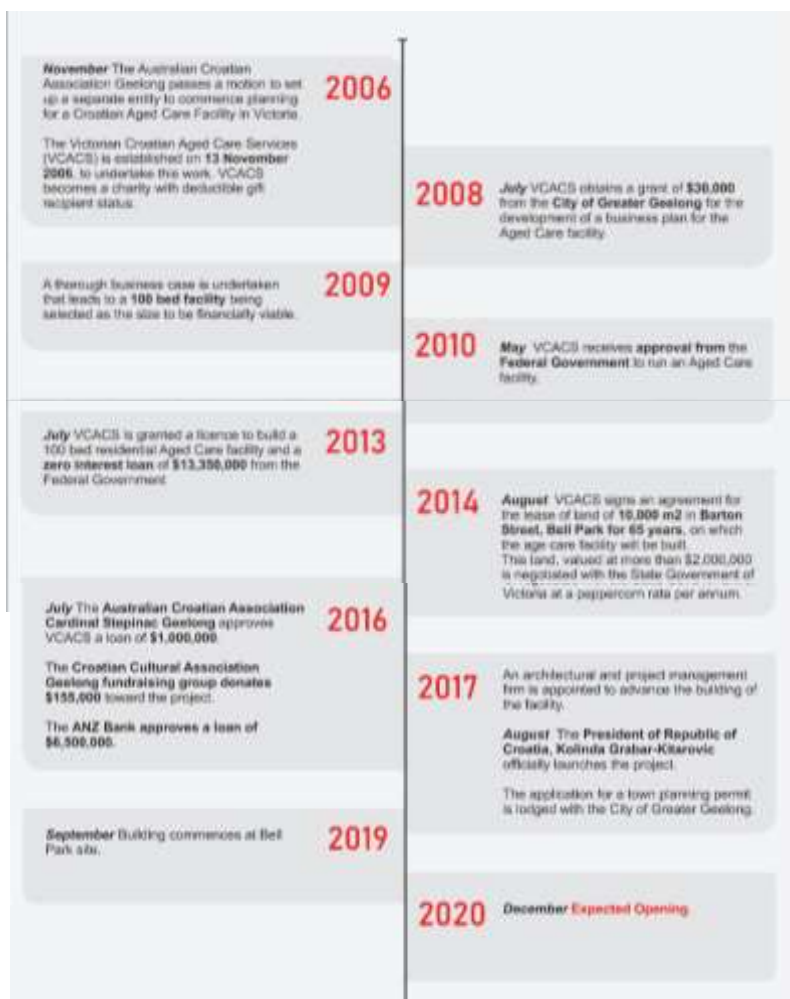 November The Australian Croatian
Association Geelong passes a motion to set
up a separate entity to commence planning
for a Croatian Aged Care Facility in Victoria.
The Victorian Croatian Aged Care Services
(VCACS) is established on 13 November
2006, to undertake this work. VCACS
becomes a charity with deductible gift
recipient status.
2006
2008
July VCACS obtains a grant of $30,000
from the City of Greater Geelong for the
development of a business plan for the
Aged Care facility.
A thorough business case is undertaken
that leads to a 100 bed facility being
selected as the size to be financially viable.
2009
2010
May VCACS receives approval from the
Federal Government to run an Aged Care
facility.
July VCACS is granted a licence to build a
100 bed residential Aged Care facility and a
zero interest loan of $13,350,000 from the
Federal Government
2013
2014
August VCACS signs an agreement for
the lease of land of 10,000 m2 in Barton
Street, Bell Park for 65 years, on which
the age care facility will be built.
This land, valued at more than $2,000,000
is negotiated with the State Government of
Victoria at a peppercorn rate per annum.
July The Australian Croatian Association
Cardinal Stepinac Geelong approves
VCACS a loan of $1,000,000.
The Croatian Cultural Association
Geelong fundraising group donates
$155,000 toward the project.
The ANZ Bank approves a loan of
$6,500,000.
2016
2017
An architectural and project management
firm is appointed to advance the building of
the facility.
August The President of Republic of
Croatia, Kolinda Grabar-Kitarovic
officially launches the project.
The application for a town planning permit
is lodged with the City of Greater Geelong.
September Building commences at Bell
Park site.
2019
2020
December Expected Opening